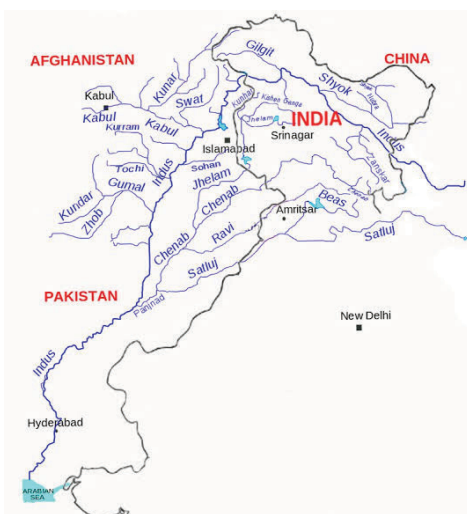 Gilgit
CHINA
AFGHANISTAN
Kunar
Shyok
Kabul
Swat
Kunhar
Kishen Ganga
Kabul
Kabul
Jhelam
INDIA
Kurram
Srinagar
Indus
Islamabad
Sohan
Zanskar
Tochi
Indus
Jhelam
Gumal
Kundar
Chenab
Beas
Zhob
Amritsar
Ravi
Satluj
Chenab
Satluj
PAKISTAN
Panjnad
New Delhi
Indus
Hyderabad
ARABIAN
SEA